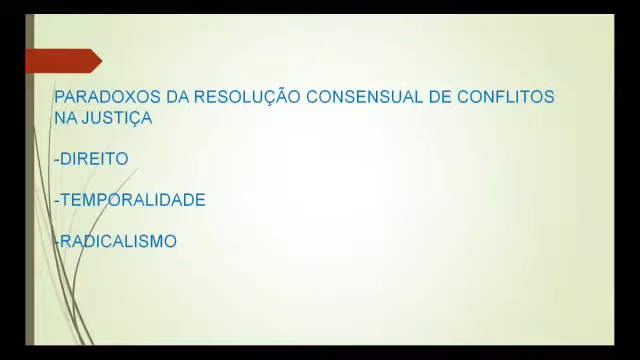 PARADOXOS DA RESOLUÇÃO CONSENSUAL DE CONFLITOS
NA JUSTIÇA
-DIREITO
-TEMPORALIDADE
-RADICALISMO